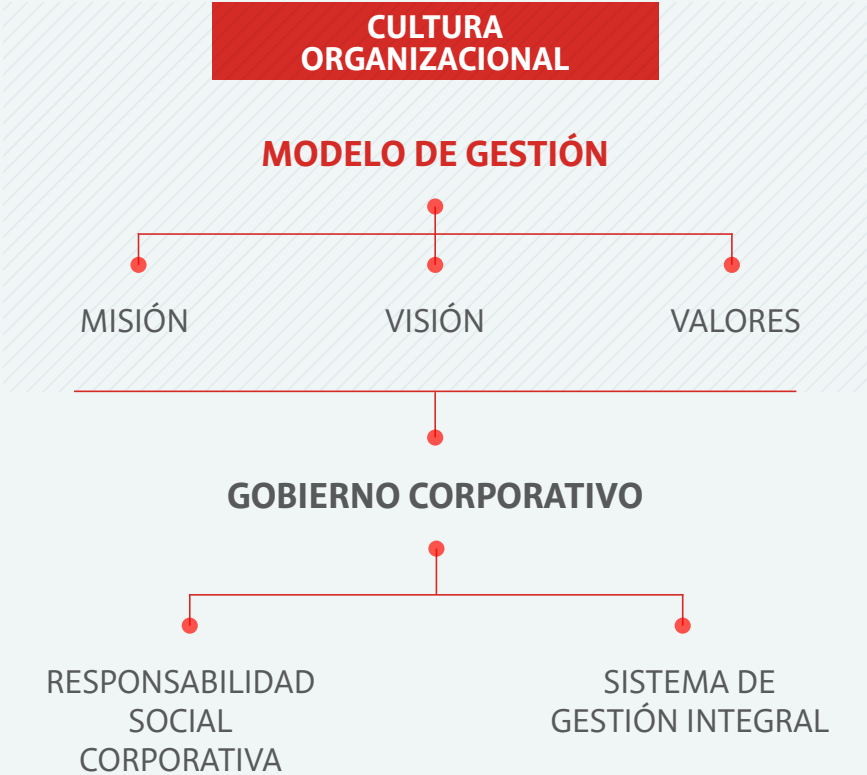 CULTURA
ORGANIZACIONAL
MODELO DE GESTIÓN
MISIÓN
VISIÓN
VALORES
GOBIERNO CORPORATIVO
RESPONSABILIDAD
SOCIAL
CORPORATIVA
SISTEMA DE
GESTIÓN INTEGRAL